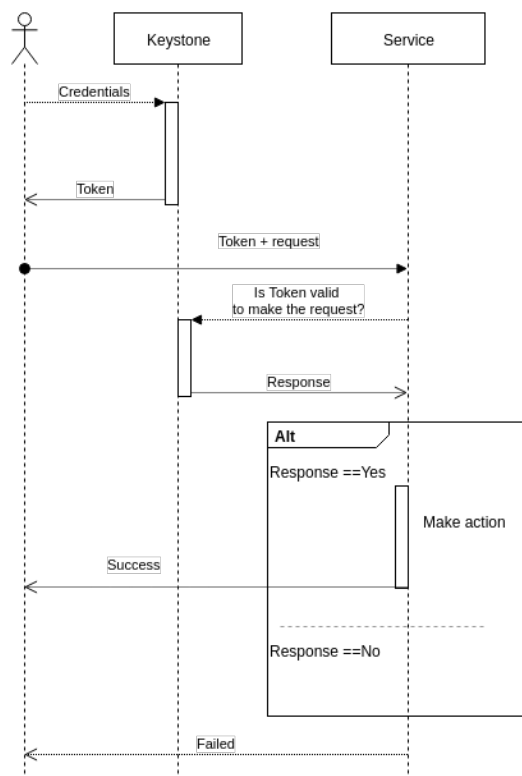 Keystone
Service
Credentials
Token
Token + request
Is Token valid
to make the request?
Response
Alt
Response ==Yes
Make action
Success
Response ==No
Failed